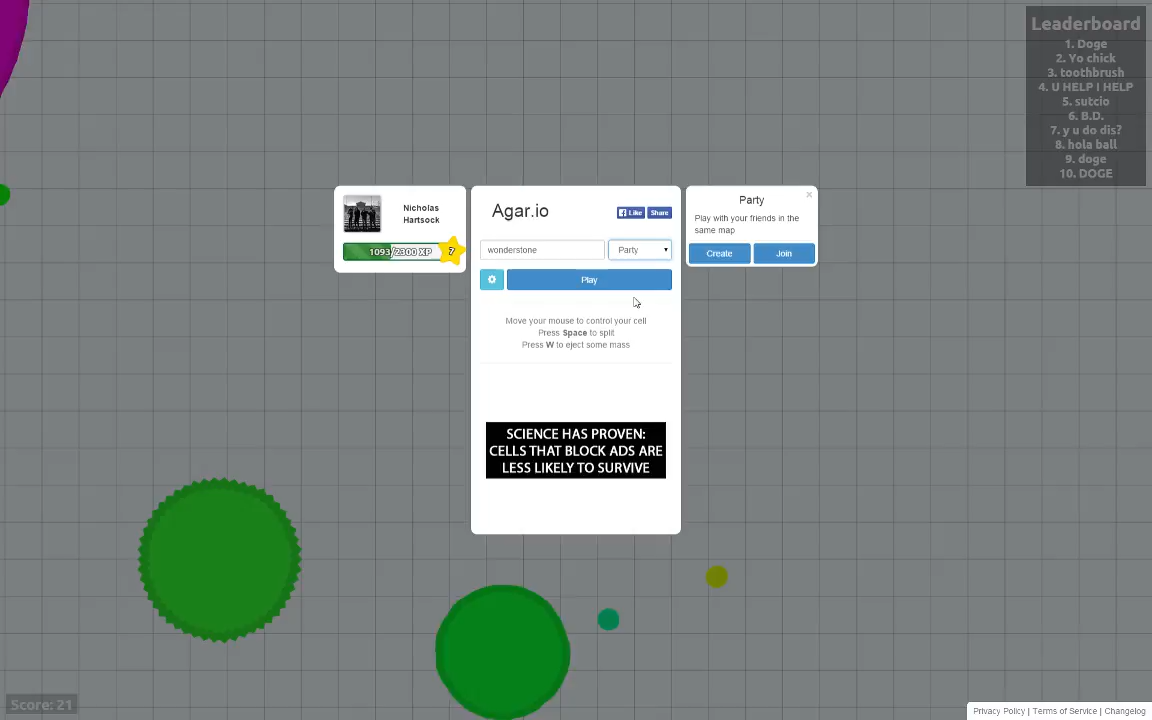 Leaderboard
1. Doge
2. Yo chick
3. toothbrush
4. U HELP I HELP
5. sutcio
6. B.D.
7. y u do dis?
8. hola ball
9. doge
10. DOGE
Nicholas
Hartsock
1093/2300 XP
7
Agar.io
Like
Share
wonderstone
Party
Play
Move your mouse to control your cell
Press Space to split
Press W to eject some mass
SCIENCE HAS PROVEN:
CELLS THAT BLOCK ADS ARE
LESS LIKELY TO SURVIVE
Party
×
Play with your friends in the
same map
Create
Join
Score: 21
Privacy Policy | Terms of Service | Changelog